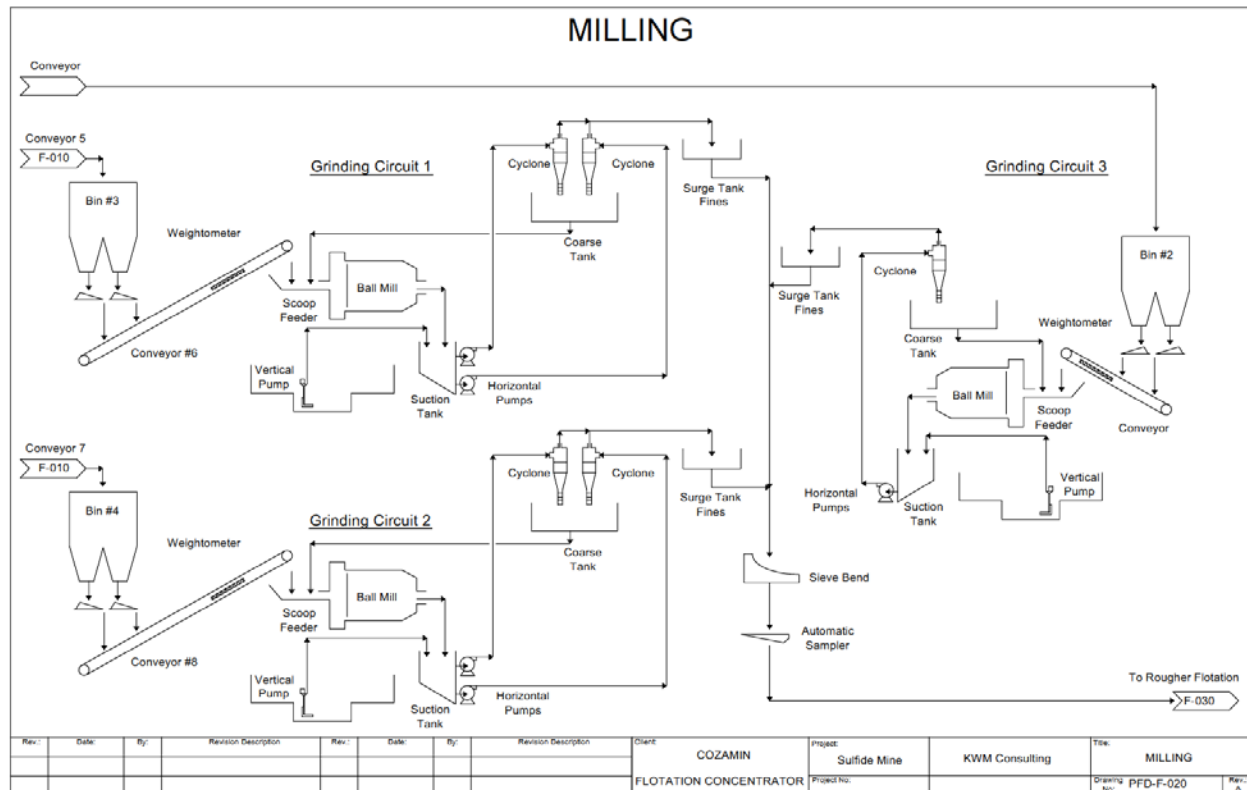 MILLING
Conveyor
Conveyor 5
F-010
Bin #3
Weightometer
Conveyor #6
Grinding Circuit 1
Scoop
Feeder
Ball Mill
Vertical
Pump
Suction
Tank
Horizontal
Pumps
Cyclone
Cyclone
Coarse
Tank
Surge Tank
Fines
Conveyor 7
F-010
Bin #4
Weightometer
Conveyor #8
Grinding Circuit 2
Scoop
Feeder
Ball Mill
Vertical
Pump
Suction
Tank
Horizontal
Pumps
Cyclone
Cyclone
Coarse
Tank
Surge Tank
Fines
Grinding Circuit 3
Bin #2
Weightometer
Conveyor
Scoop
Feeder
Ball Mill
Vertical
Pump
Suction
Tank
Horizontal
Pumps
Cyclone
Coarse
Tank
Surge Tank
Fines
Sieve Bend
Automatic
Sampler
To Rougher Flotation
F-030
Rev.: Date: By: Revision Description Rev.: Date: By: Revision Description
Client:
COZAMIN
FLOTATION CONCENTRATOR
Project:
Sulfide Mine
Project No:
KWM Consulting
Title:
MILLING
Drawing
No:
PFD-F-020
Rev.: